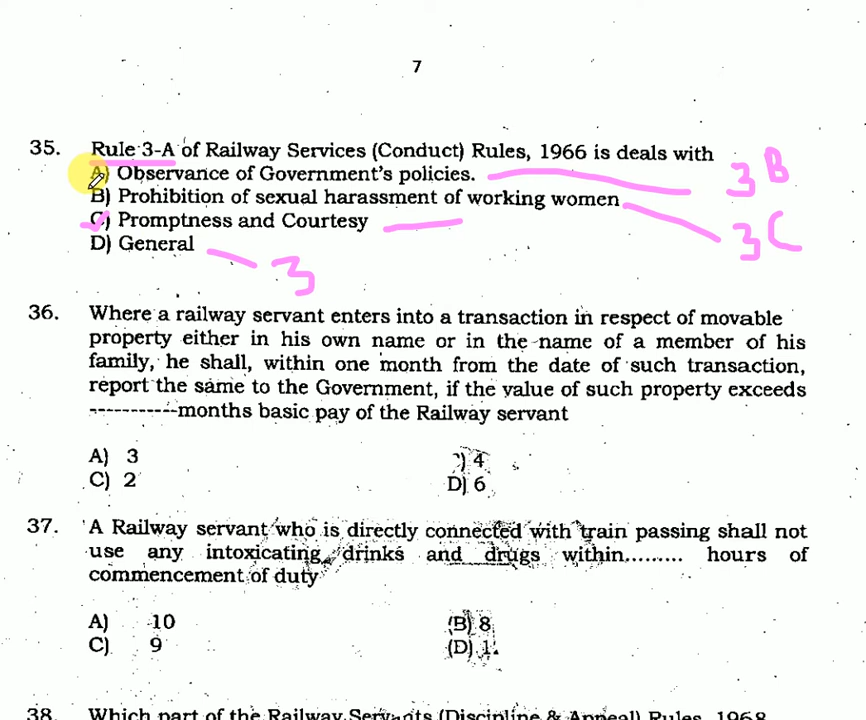 7
35. Rule 3-A of Railway Services (Conduct) Rules, 1966 is deals with
A) Observance of Government's policies. 3B
B) Prohibition of sexual harassment of working women 3C
C) Promptness and Courtesy
D) General 3
36. Where a railway servant enters into a transaction in respect of movable
property either in his own name or in the name of a member of his
family, he shall, within one month from the date of such transaction,
report the same to the Government, if the value of such property exceeds
-----------months basic pay of the Railway servant
A) 3 ) 4
C) 2 D) 6
37. A Railway servant who is directly connected with train passing shall not
use any intoxicating drinks and drugs within......... hours of
commencement of duty
A) 10 (B) 8
C) 9 (D)
38. Which part of the Railway Servants (Discipline & Appeal) Rules, 1968